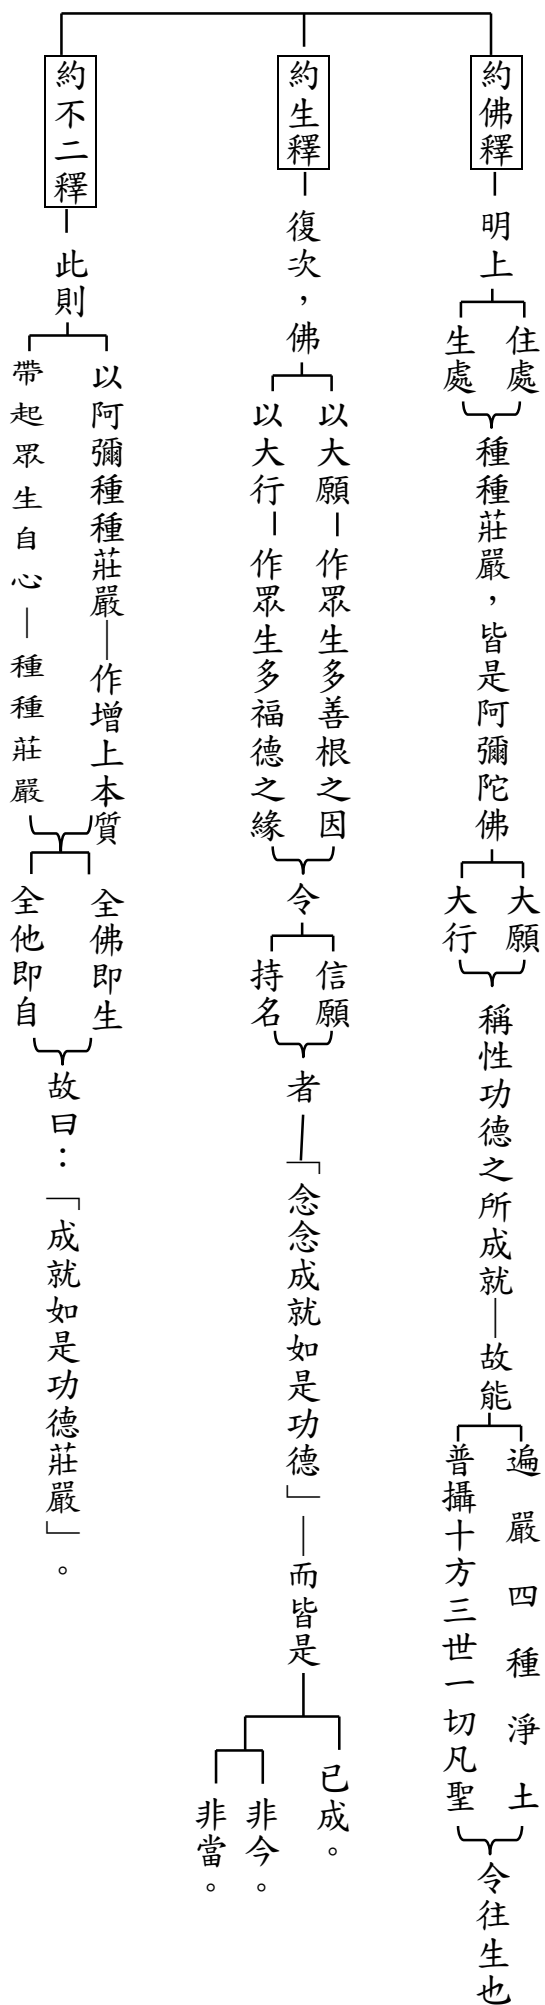 約佛釋
明上
住處
生處
種種莊嚴，皆是阿彌陀佛
大願
大行
稱性功德之所成就—故能
遍嚴四種淨土
普攝十方三世一切凡聖
令往生也
約生釋
復次，佛
以大願—作眾生多善根之因
以大行—作眾生多福德之緣
令
信願
持名
者—「念念成就如是功德」—而皆是
已成。
非今。
非當。
約不二釋
此則
以阿彌種種莊嚴—作增上本質
帶起眾生自心—種種莊嚴
全佛即生
全他即自
故曰：「成就如是功德莊嚴」。